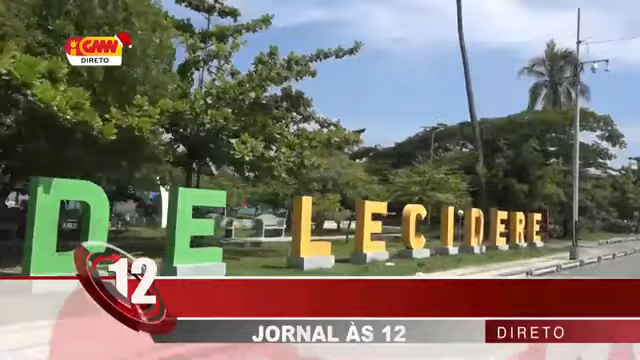 GMN
DIRETO
DE LECIDERE
12
JORNAL ÀS 12
DIRETO